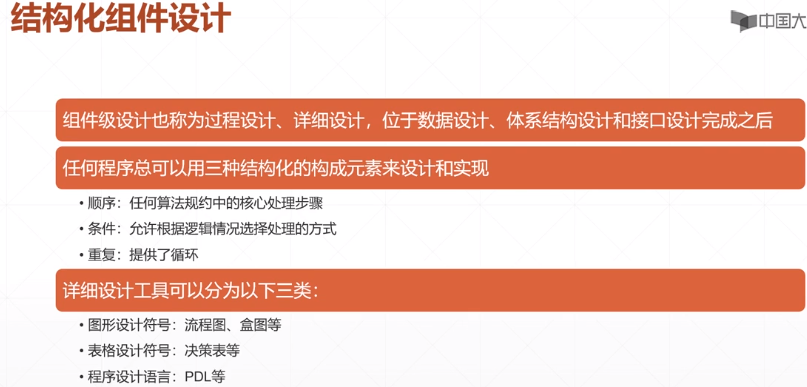 结构化组件设计
中国大
组件级设计也称为过程设计、详细设计，位于数据设计、体系结构设计和接口设计完成之后
任何程序总可以用三种结构化的构成元素来设计和实现
• 顺序：任何算法规约中的核心处理步骤
• 条件：允许根据逻辑情况选择处理的方式
• 重复：提供了循环
详细设计工具可以分为以下三类：
• 图形设计符号：流程图、盒图等
• 表格设计符号：决策表等
• 程序设计语言：PDL等